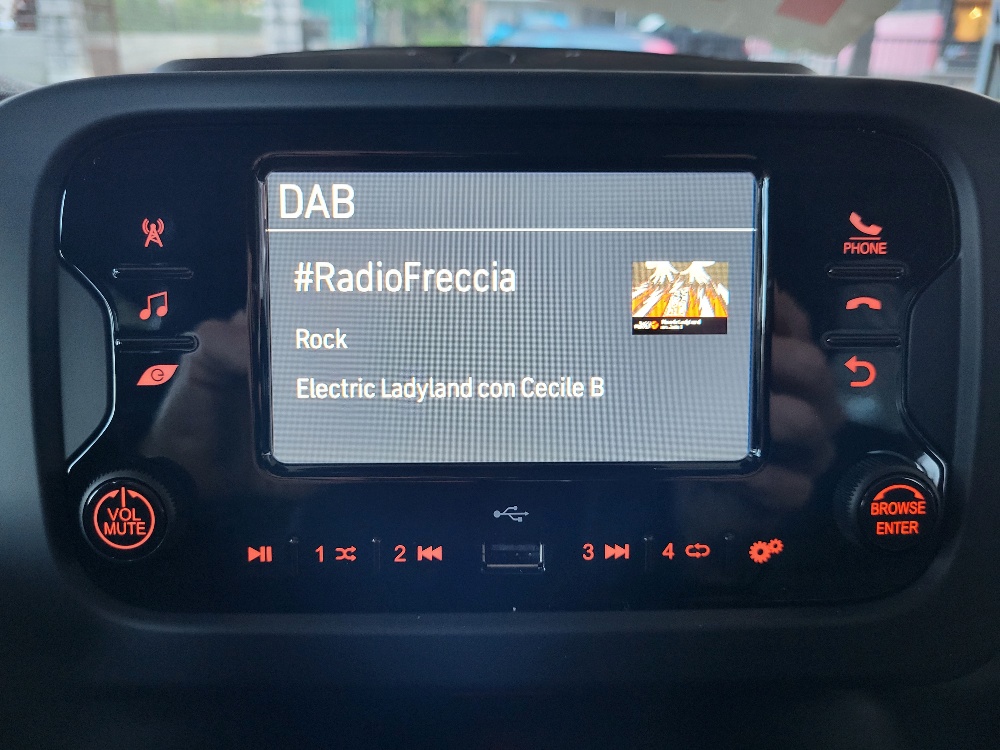 DAB
#RadioFreccia
Rock
Electric Ladyland con Cecile B
PHONE
VOL
MUTE
BROWSE
ENTER
1
2
3
4